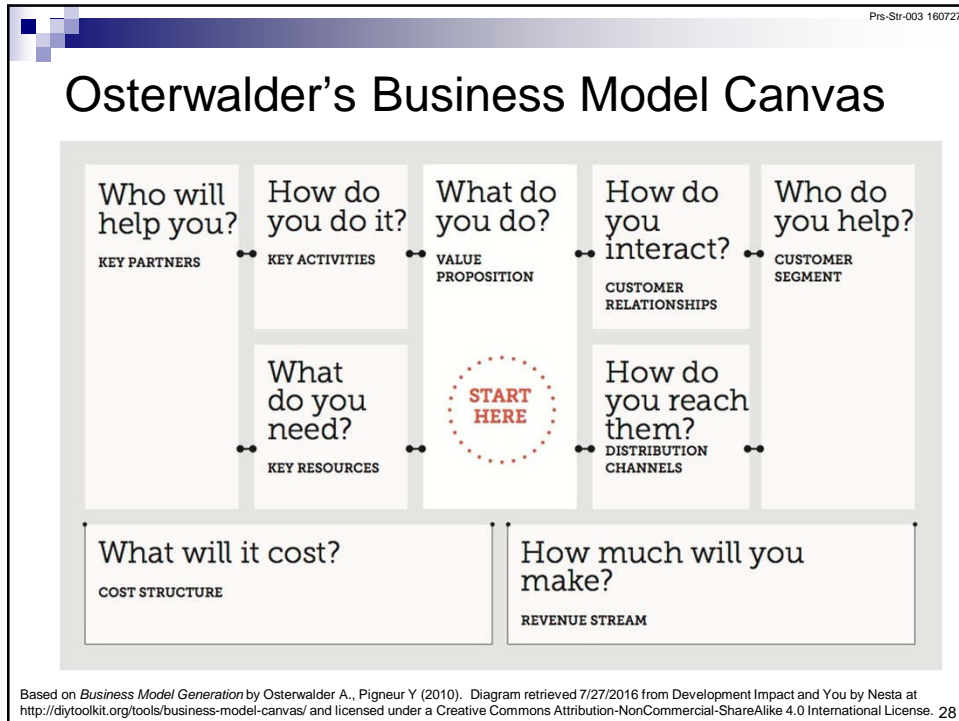 Prs-Str-003 160727
Osterwalder’s Business Model Canvas
Who will
help you?
KEY PARTNERS
How do
you do it?
KEY ACTIVITIES
What
do you
need?
KEY RESOURCES
What do
you do?
VALUE
PROPOSITION
START
HERE
How do
you
interact?
CUSTOMER
RELATIONSHIPS
How do
you reach
them?
DISTRIBUTION
CHANNELS
Who do
you help?
CUSTOMER
SEGMENT
What will it cost?
COST STRUCTURE
How much will you
make?
REVENUE STREAM
Based on Business Model Generation by Osterwalder A., Pigneur Y (2010). Diagram retrieved 7/27/2016 from Development Impact and You by Nesta at
http://diytoolkit.org/tools/business-model-canvas/ and licensed under a Creative Commons Attribution-NonCommercial-ShareAlike 4.0 International License. 28